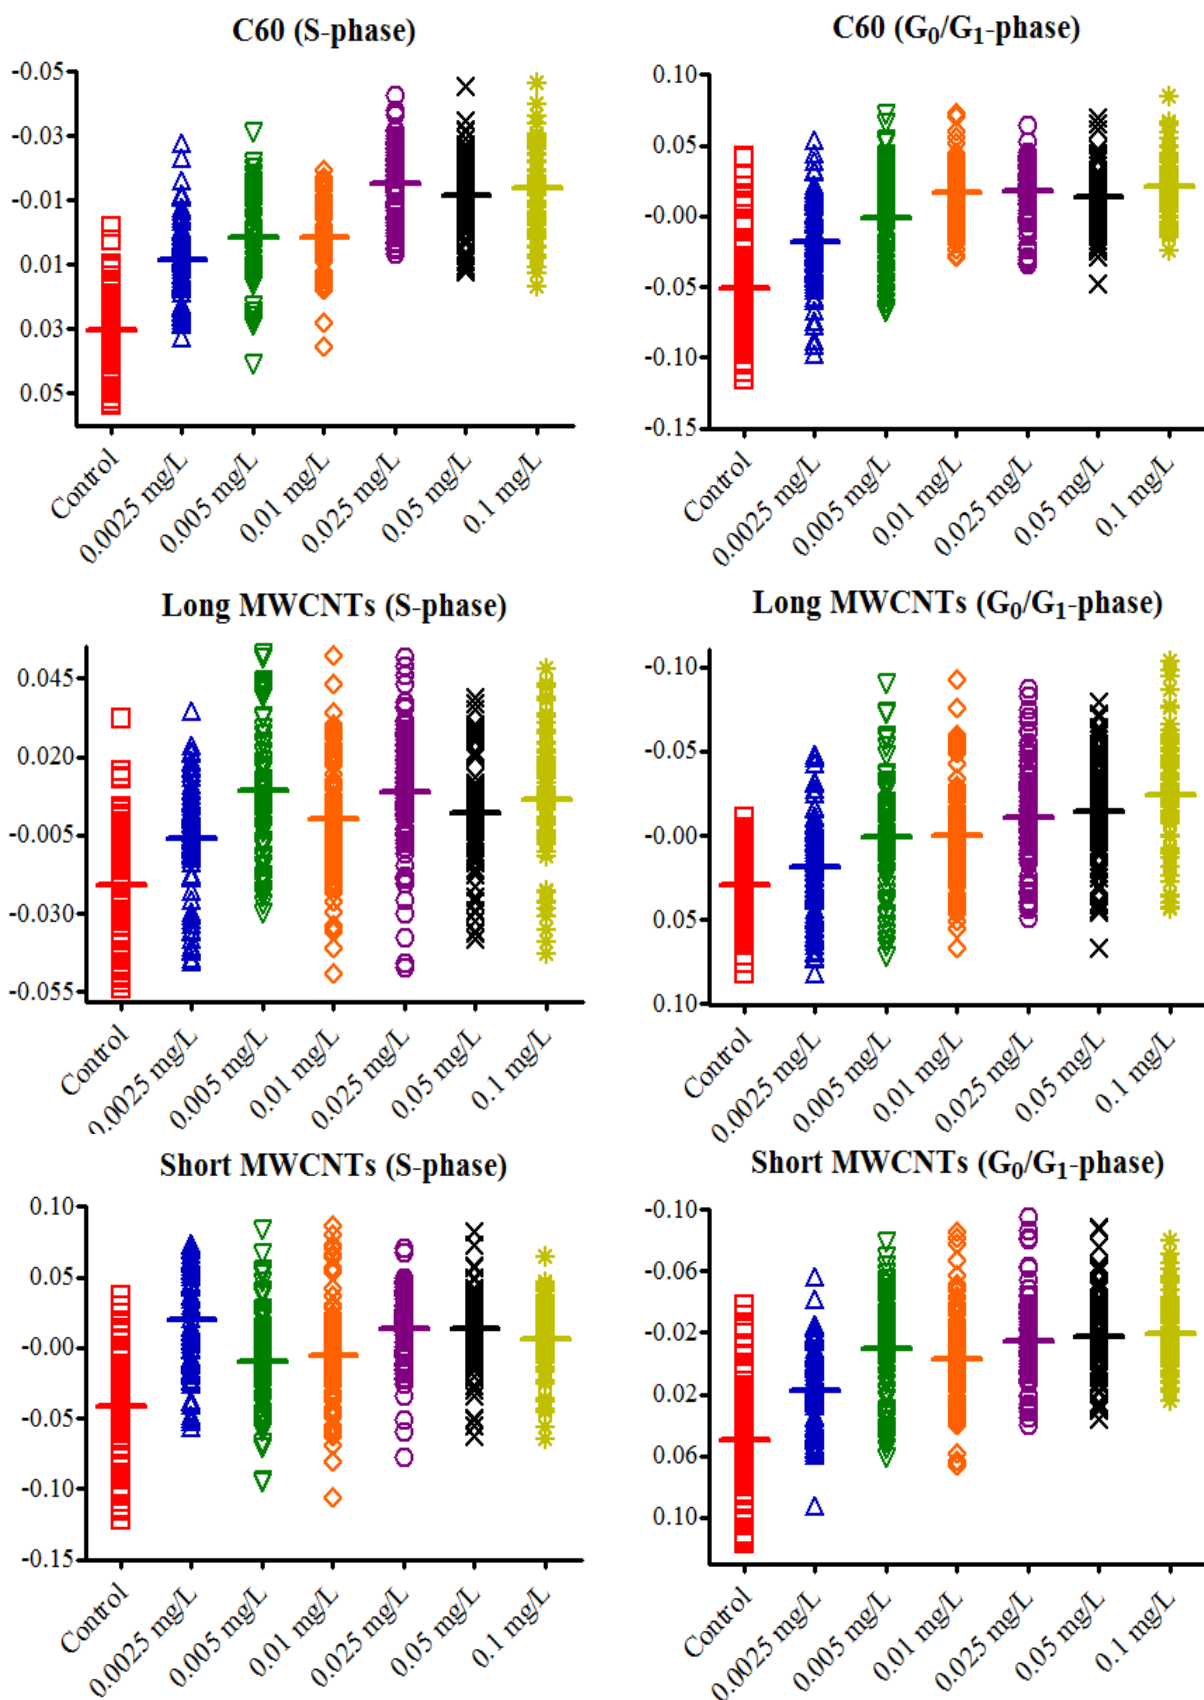 C60 (S-phase)
-0.05
-0.03
-0.01
0.01
0.03
0.05
Control
0.0025 mg/L
0.005 mg/L
0.01 mg/L
0.025 mg/L
0.05 mg/L
0.1 mg/L
C60 (G₀/G₁-phase)
0.10
0.05
-0.00
-0.05
-0.10
-0.15
Control
0.0025 mg/L
0.005 mg/L
0.01 mg/L
0.025 mg/L
0.05 mg/L
0.1 mg/L
Long MWCNTs (S-phase)
0.045
0.020
-0.005
-0.030
-0.055
Control
0.0025 mg/L
0.005 mg/L
0.01 mg/L
0.025 mg/L
0.05 mg/L
0.1 mg/L
Long MWCNTs (G₀/G₁-phase)
-0.10
-0.05
-0.00
0.05
0.10
Control
0.0025 mg/L
0.005 mg/L
0.01 mg/L
0.025 mg/L
0.05 mg/L
0.1 mg/L
Short MWCNTs (S-phase)
0.10
0.05
-0.00
-0.05
-0.10
-0.15
Control
0.0025 mg/L
0.005 mg/L
0.01 mg/L
0.025 mg/L
0.05 mg/L
0.1 mg/L
Short MWCNTs (G₀/G₁-phase)
-0.10
-0.06
-0.02
0.02
0.06
0.10
Control
0.0025 mg/L
0.005 mg/L
0.01 mg/L
0.025 mg/L
0.05 mg/L
0.1 mg/L